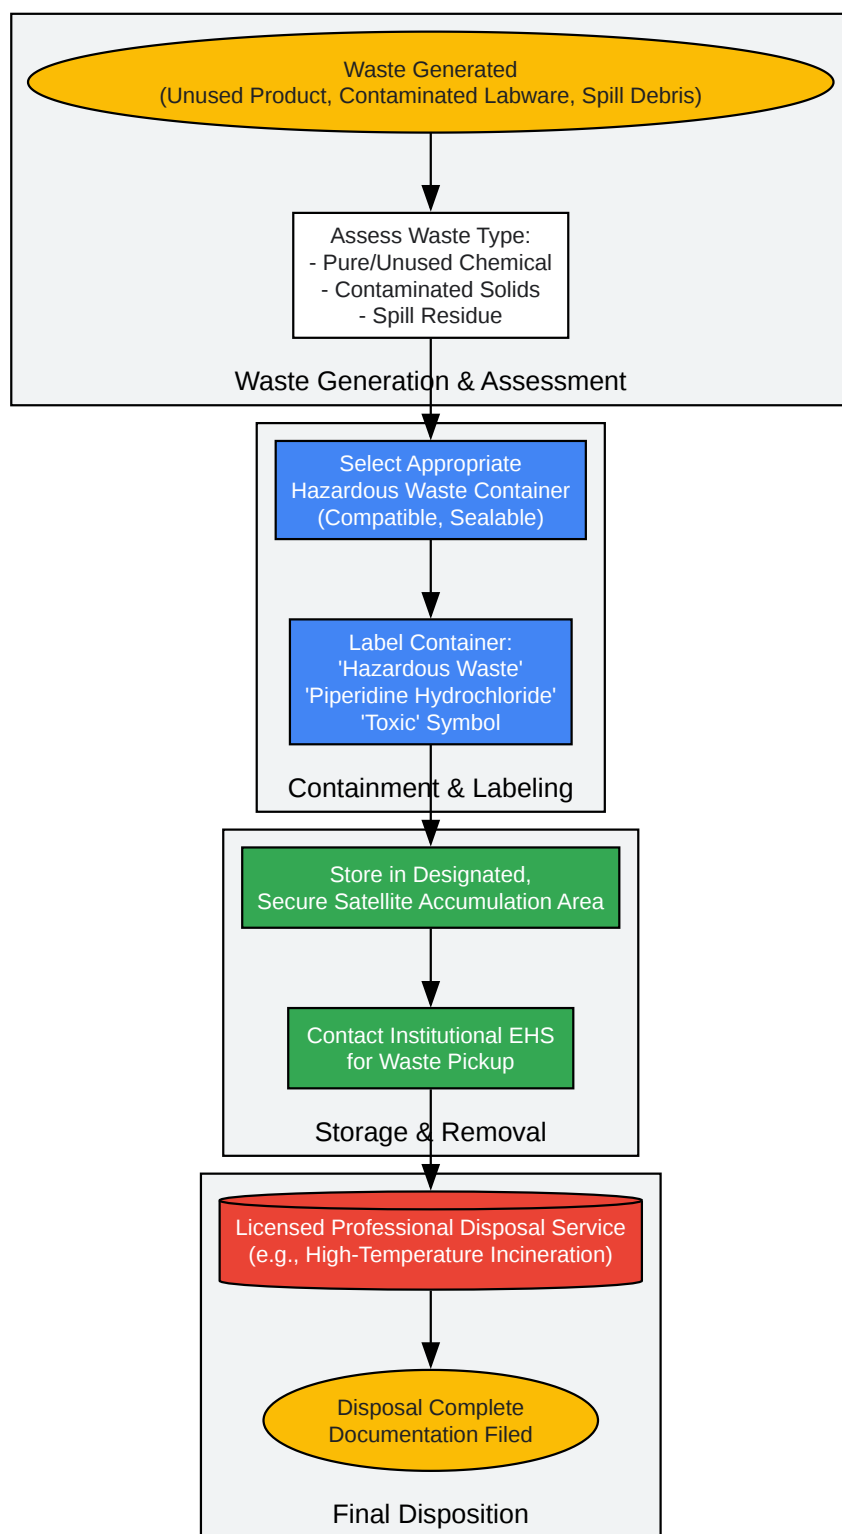 Waste Generated
(Unused Product, Contaminated Labware, Spill Debris)
Assess Waste Type:
- Pure/Unused Chemical
- Contaminated Solids
- Spill Residue
Waste Generation & Assessment
Select Appropriate
Hazardous Waste Container
(Compatible, Sealable)
Label Container:
'Hazardous Waste'
'Piperidine Hydrochloride'
'Toxic' Symbol
Containment & Labeling
Store in Designated,
Secure Satellite Accumulation Area
Contact Institutional EHS
for Waste Pickup
Storage & Removal
Licensed Professional Disposal Service
(e.g., High-Temperature Incineration)
Disposal Complete
Documentation Filed
Final Disposition